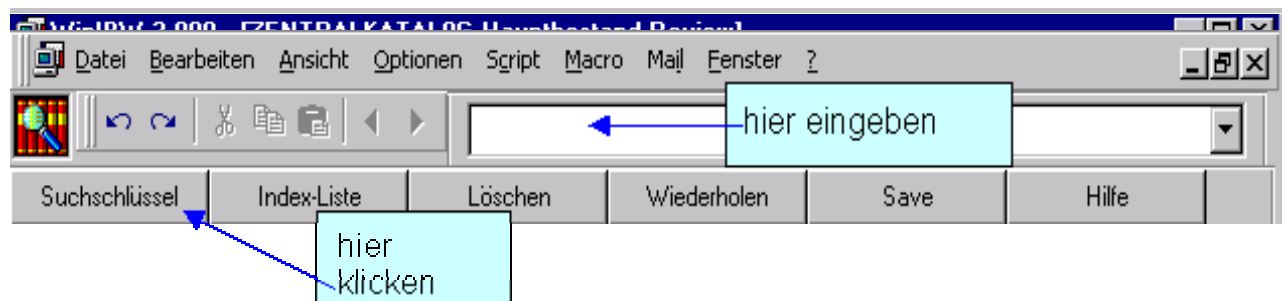 Datei Bearbeiten Ansicht Optionen Script Macro Mail Fenster ?
hier eingeben
Suchschlüssel Index-Liste Löschen Wiederholen Save Hilfe
hier
klicken